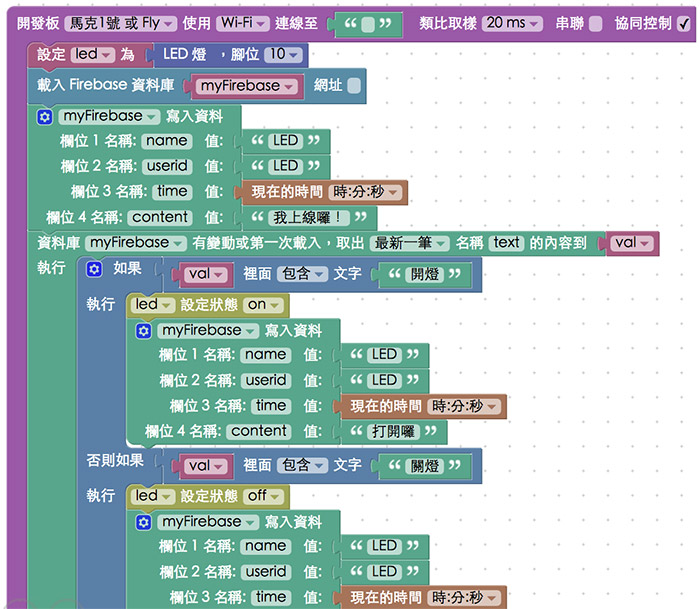 開發板 馬克1號 或 Fly 使用 Wi-Fi 連線至 “ ” 類比取樣 20 ms 串聯 協同控制
設定 led 為 LED 燈 ，腳位 10
載入 Firebase 資料庫 myFirebase 網址
myFirebase 寫入資料
欄位 1 名稱: name 值: “ LED ”
欄位 2 名稱: userid 值: “ LED ”
欄位 3 名稱: time 值: 現在的時間 時:分:秒
欄位 4 名稱: content 值: “ 我上線囉！ ”
資料庫 myFirebase 有變動或第一次載入，取出 最新一筆 名稱 text 的內容到 val
執行 如果 val 裡面 包含 文字 “ 開燈 ”
執行 led 設定狀態 on
myFirebase 寫入資料
欄位 1 名稱: name 值: “ LED ”
欄位 2 名稱: userid 值: “ LED ”
欄位 3 名稱: time 值: 現在的時間 時:分:秒
欄位 4 名稱: content 值: “ 打開囉 ”
否則如果 val 裡面 包含 文字 “ 關燈 ”
執行 led 設定狀態 off
myFirebase 寫入資料
欄位 1 名稱: name 值: “ LED ”
欄位 2 名稱: userid 值: “ LED ”
欄位 3 名稱: time 值: 現在的時間 時:分:秒